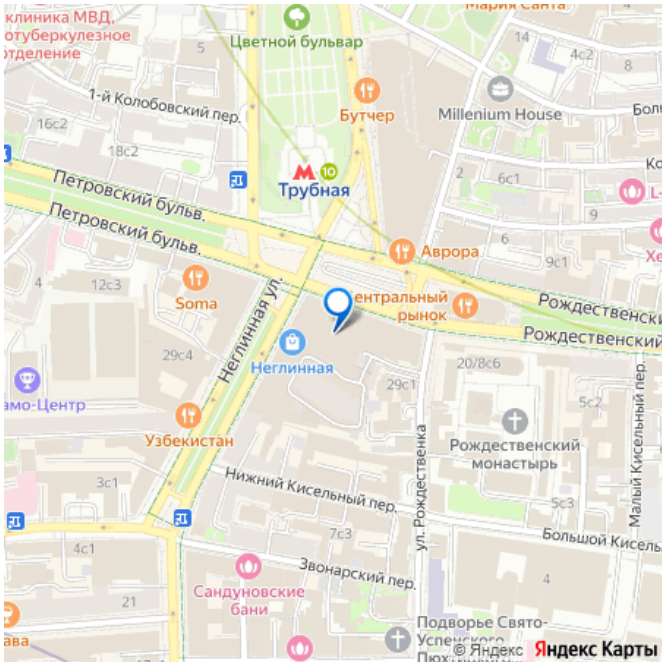 клиника МВД,
отуберкулезное
отделение
Мария Санта
Цветной бульвар
5
14
4с2
8
1-й Колобовский пер.
Бутчер
Millenium House
16с2
18с2
М
10
Трубная
2
6с1
Петровский бульв.
Петровский бульв.
9
Аврора
6
9с1
4
12с3
Soma
Неглинная ул.
Центральный
рынок
Рождественский
Рождественский
29с4
Неглинная
20/8с6
амо-Центр
29с1
5с2
Узбекистан
Рождественский
монастырь
ул. Рождественка
Малый Кисельный пер.
3с1
Нижний Кисельный пер.
5с3
7с3
Большой Кисель
4с1
Звонарский пер.
Сандуновские
бани
4
21
ава
Подворье Свято-
Успенского
© Яндекс Яндекс Карты